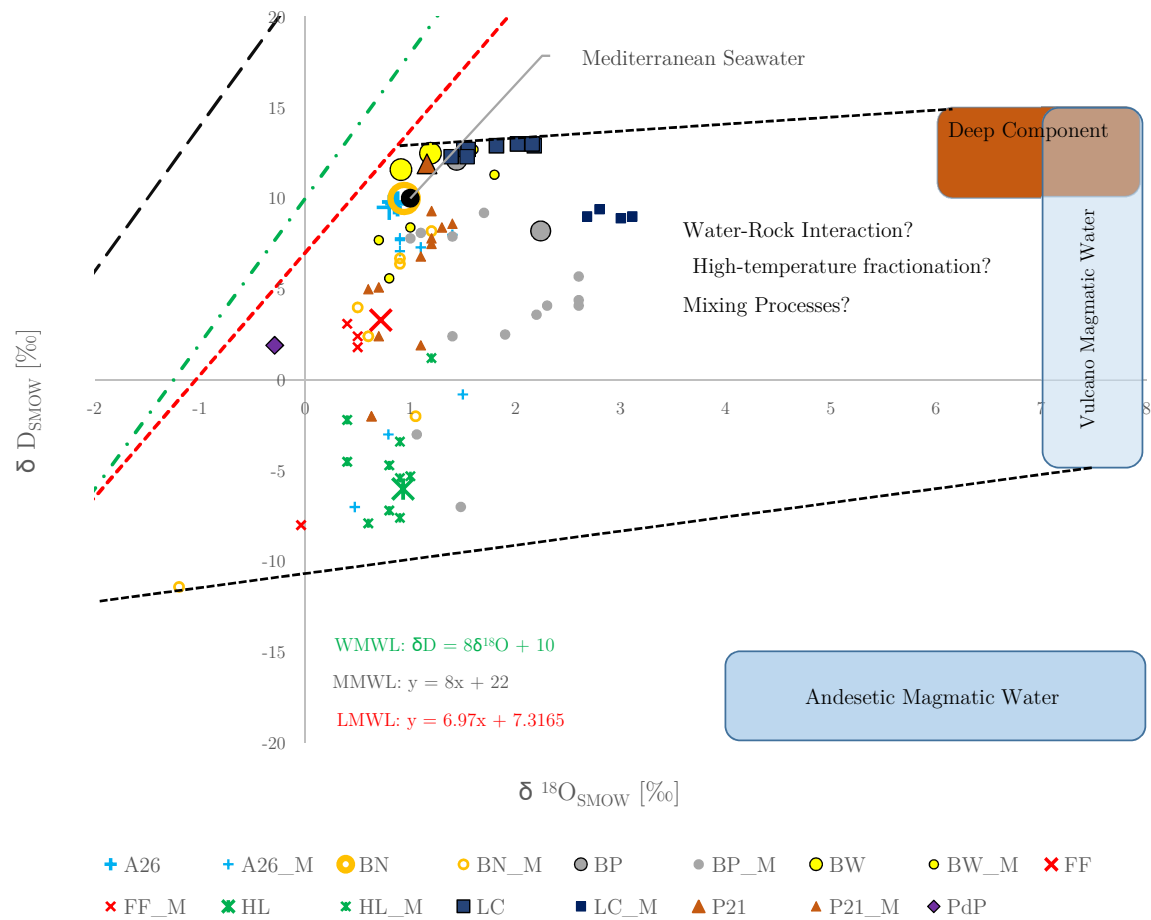 20
Mediterranean Seawater
15
Deep Component
10
Water-Rock Interaction?
High-temperature fractionation?
Mixing Processes?
5
Vulcano Magmatic Water
δ D_SMOW [‰]
0
-2 -1 0 1 2 3 4 5 6 7 8
-5
-10
WMWL: δD = 8δ¹⁸O + 10
MMWL: y = 8x + 22
LMWL: y = 6.97x + 7.3165
-15
Andesetic Magmatic Water
-20
δ ¹⁸O_SMOW [‰]
A26 A26_M BN BN_M BP BP_M BW BW_M FF
FF_M HL HL_M LC LC_M P21 P21_M PdP